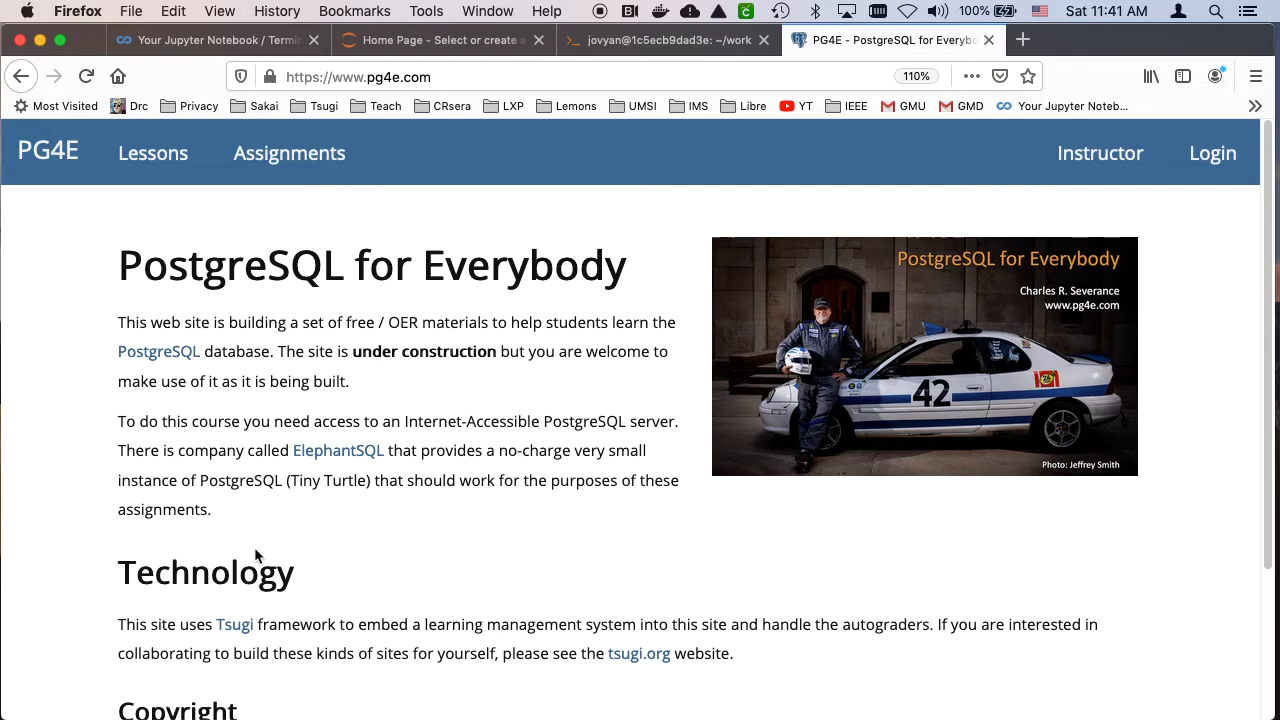 Firefox File Edit View History Bookmarks Tools Window Help 100% Sat 11:41 AM
Your Jupyter Notebook / Termin
Home Page - Select or create a
jovyan@1c5ecb9dad3e: ~/work
PG4E - PostgreSQL for Everybo
https://www.pg4e.com 110%
Most Visited Drc Privacy Sakai Tsugi Teach CRsera LXP Lemons UMSI IMS Libre YT IEEE GMU GMD Your Jupyter Noteb...
PG4E Lessons Assignments Instructor Login
PostgreSQL for Everybody
This web site is building a set of free / OER materials to help students learn the
PostgreSQL database. The site is under construction but you are welcome to
make use of it as it is being built.
To do this course you need access to an Internet-Accessible PostgreSQL server.
There is company called ElephantSQL that provides a no-charge very small
instance of PostgreSQL (Tiny Turtle) that should work for the purposes of these
assignments.
PostgreSQL for Everybody
Charles R. Severance
www.pg4e.com
42
Photo: Jeffrey Smith
Technology
This site uses Tsugi framework to embed a learning management system into this site and handle the autograders. If you are interested in
collaborating to build these kinds of sites for yourself, please see the tsugi.org website.
Copyright